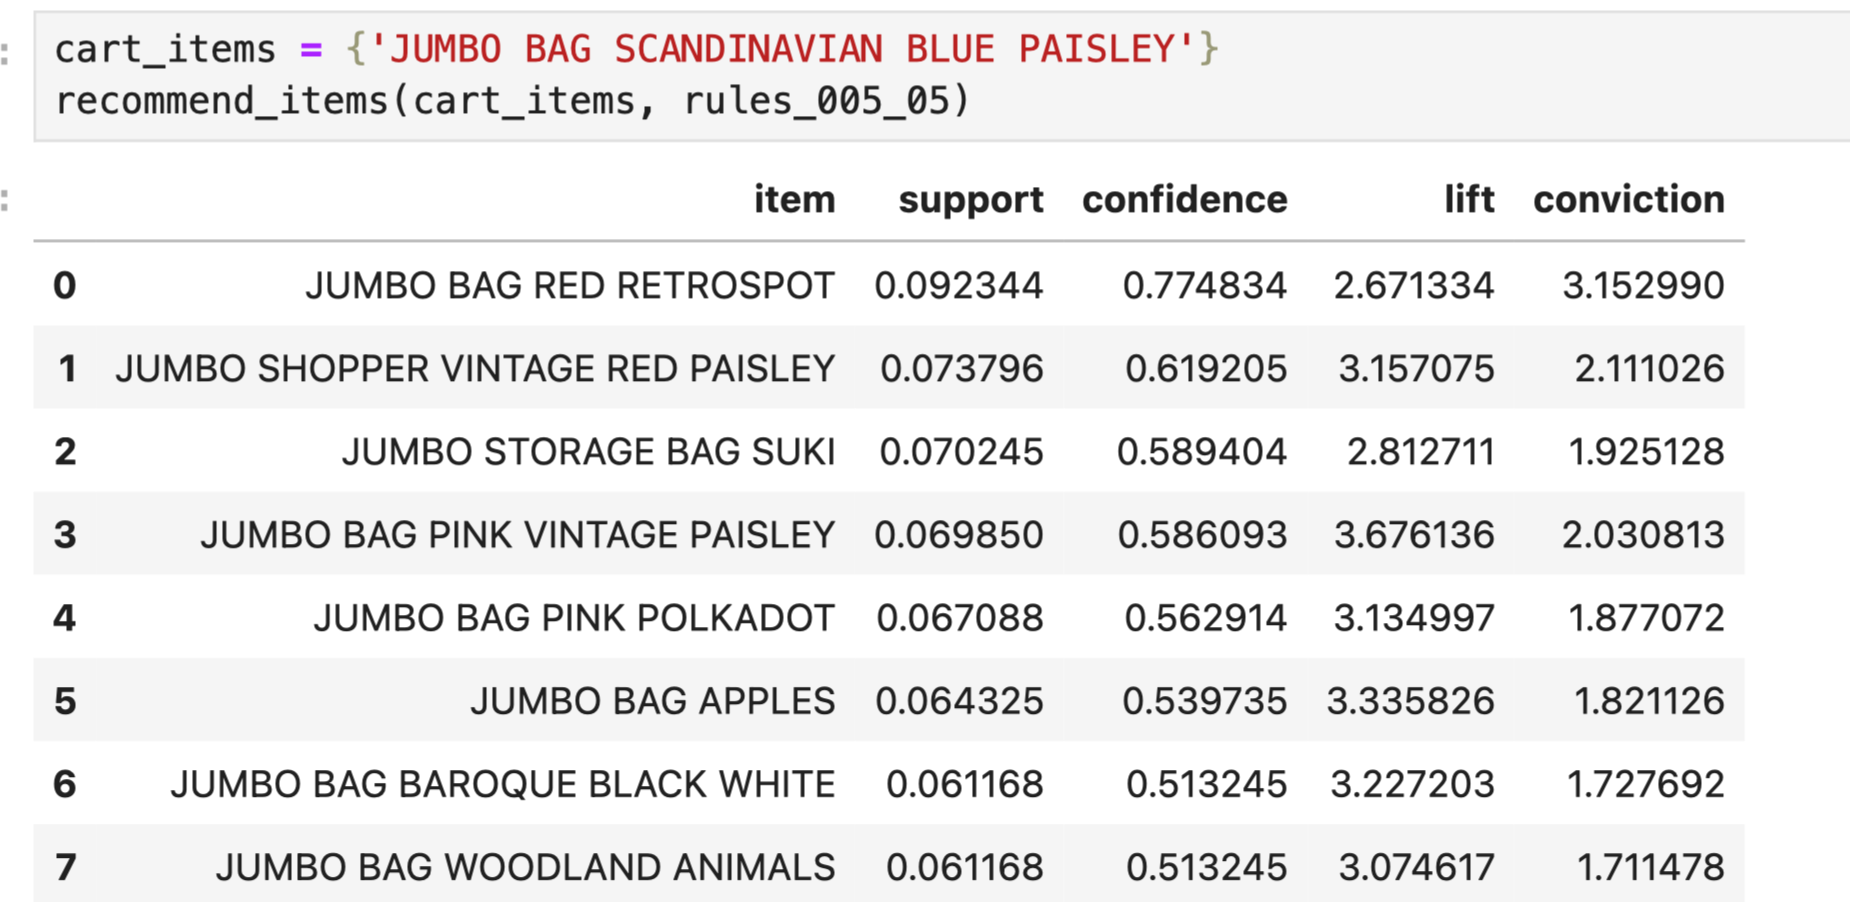 cart_items = {'JUMBO BAG SCANDINAVIAN BLUE PAISLEY'}
recommend_items(cart_items, rules_005_05)
item support confidence lift conviction
0 JUMBO BAG RED RETROSPOT 0.092344 0.774834 2.671334 3.152990
1 JUMBO SHOPPER VINTAGE RED PAISLEY 0.073796 0.619205 3.157075 2.111026
2 JUMBO STORAGE BAG SUKI 0.070245 0.589404 2.812711 1.925128
3 JUMBO BAG PINK VINTAGE PAISLEY 0.069850 0.586093 3.676136 2.030813
4 JUMBO BAG PINK POLKADOT 0.067088 0.562914 3.134997 1.877072
5 JUMBO BAG APPLES 0.064325 0.539735 3.335826 1.821126
6 JUMBO BAG BAROQUE BLACK WHITE 0.061168 0.513245 3.227203 1.727692
7 JUMBO BAG WOODLAND ANIMALS 0.061168 0.513245 3.074617 1.711478